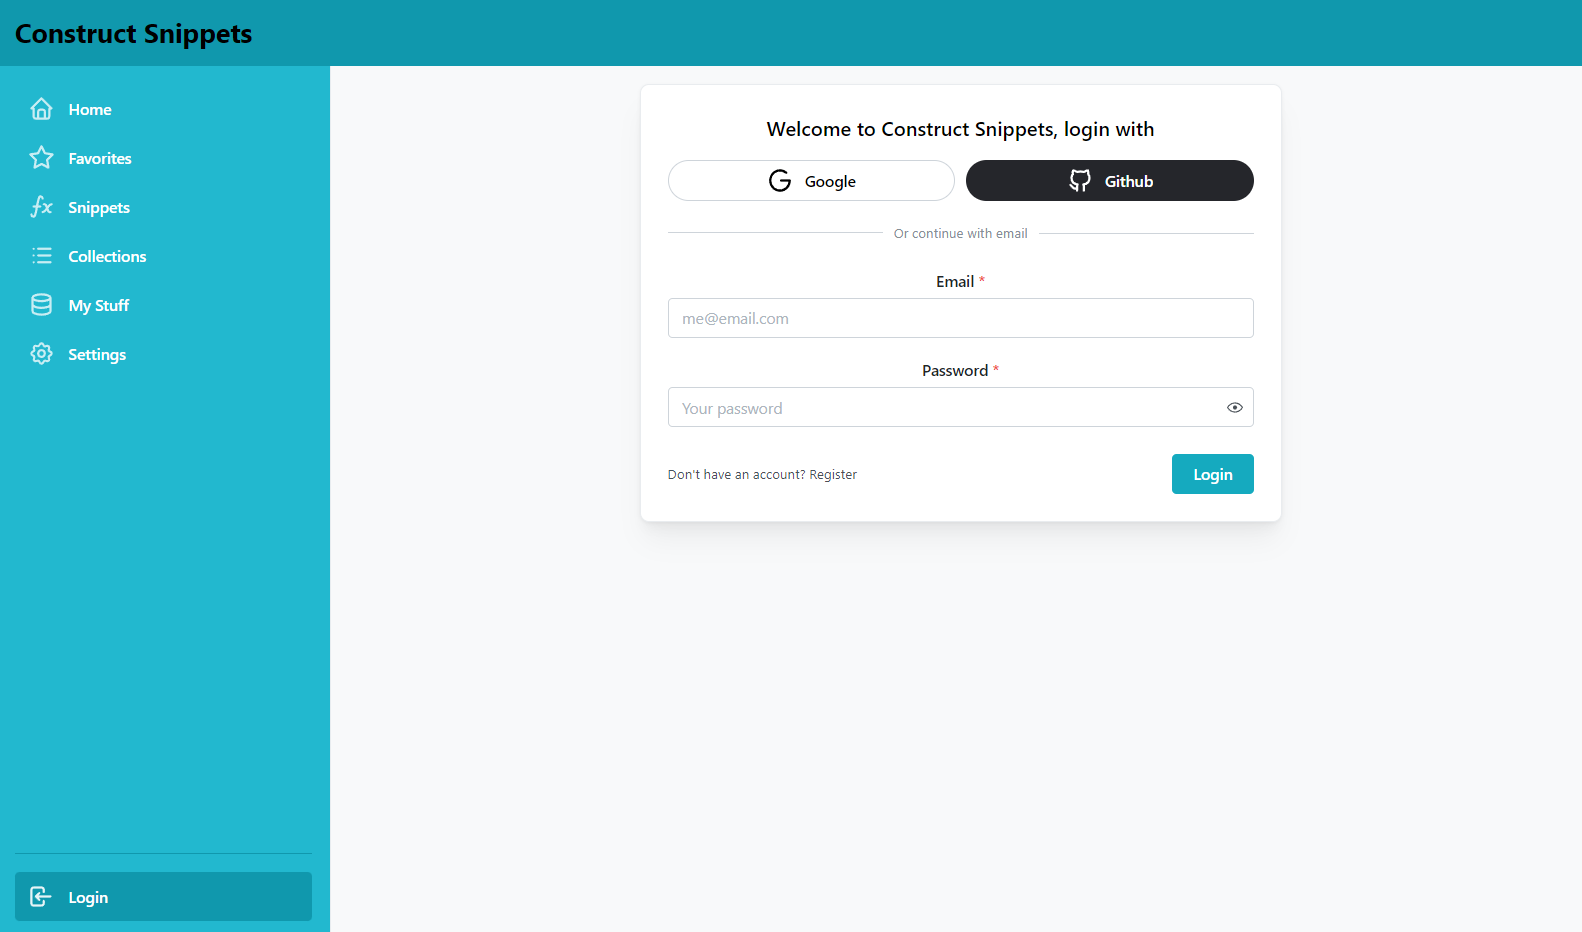 Construct Snippets
Home
Favorites
Snippets
Collections
My Stuff
Settings
Login
Welcome to Construct Snippets, login with
Google
Github
Or continue with email
Email *
me@email.com
Password *
Your password
Don't have an account? Register
Login